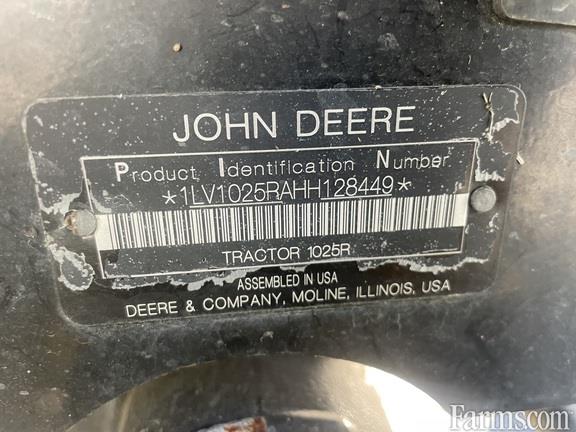 JOHN DEERE
Product Identification Number
*1LV1025RAHH128449*
TRACTOR 1025R
ASSEMBLED IN USA
DEERE & COMPANY, MOLINE, ILLINOIS, USA
Farms.com